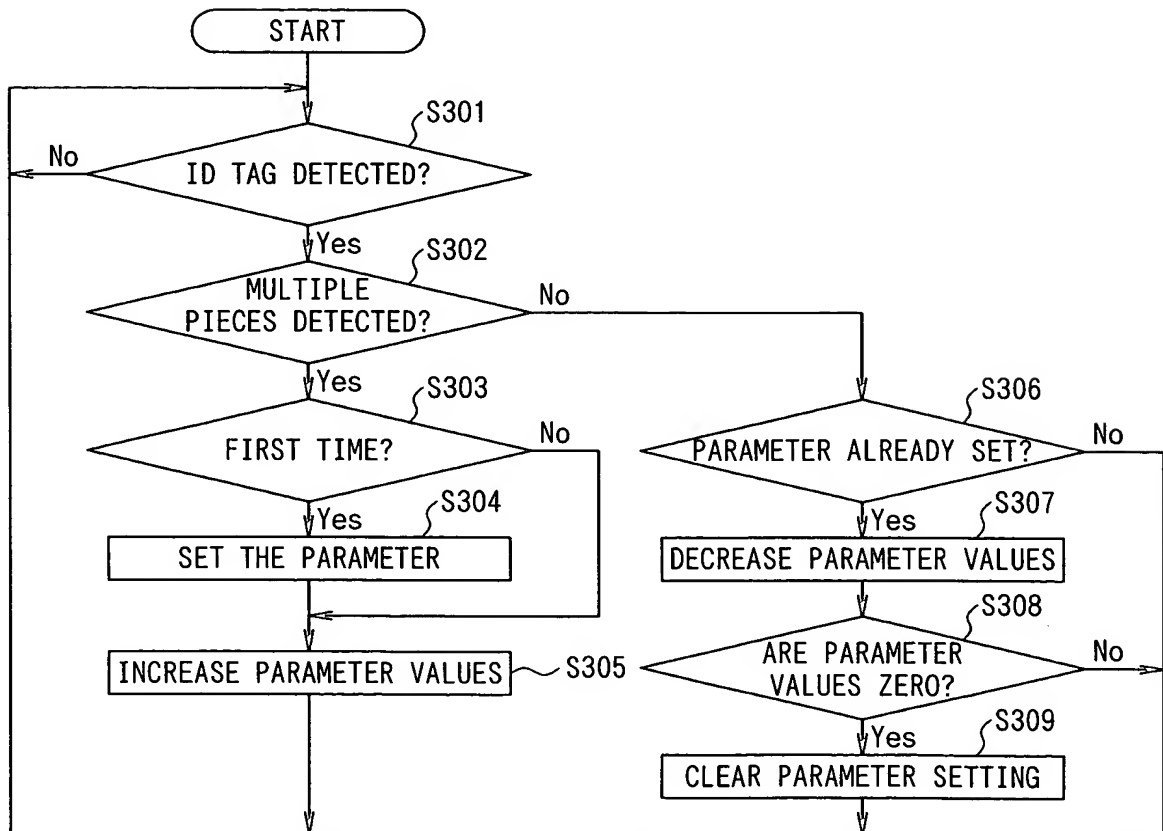 START
S301
No
ID TAG DETECTED?
Yes
S302
MULTIPLE
PIECES DETECTED?
No
Yes
S303
FIRST TIME?
No
Yes
S304
SET THE PARAMETER
INCREASE PARAMETER VALUES
S305
S306
PARAMETER ALREADY SET?
No
Yes
S307
DECREASE PARAMETER VALUES
S308
ARE PARAMETER
VALUES ZERO?
No
Yes
S309
CLEAR PARAMETER SETTING